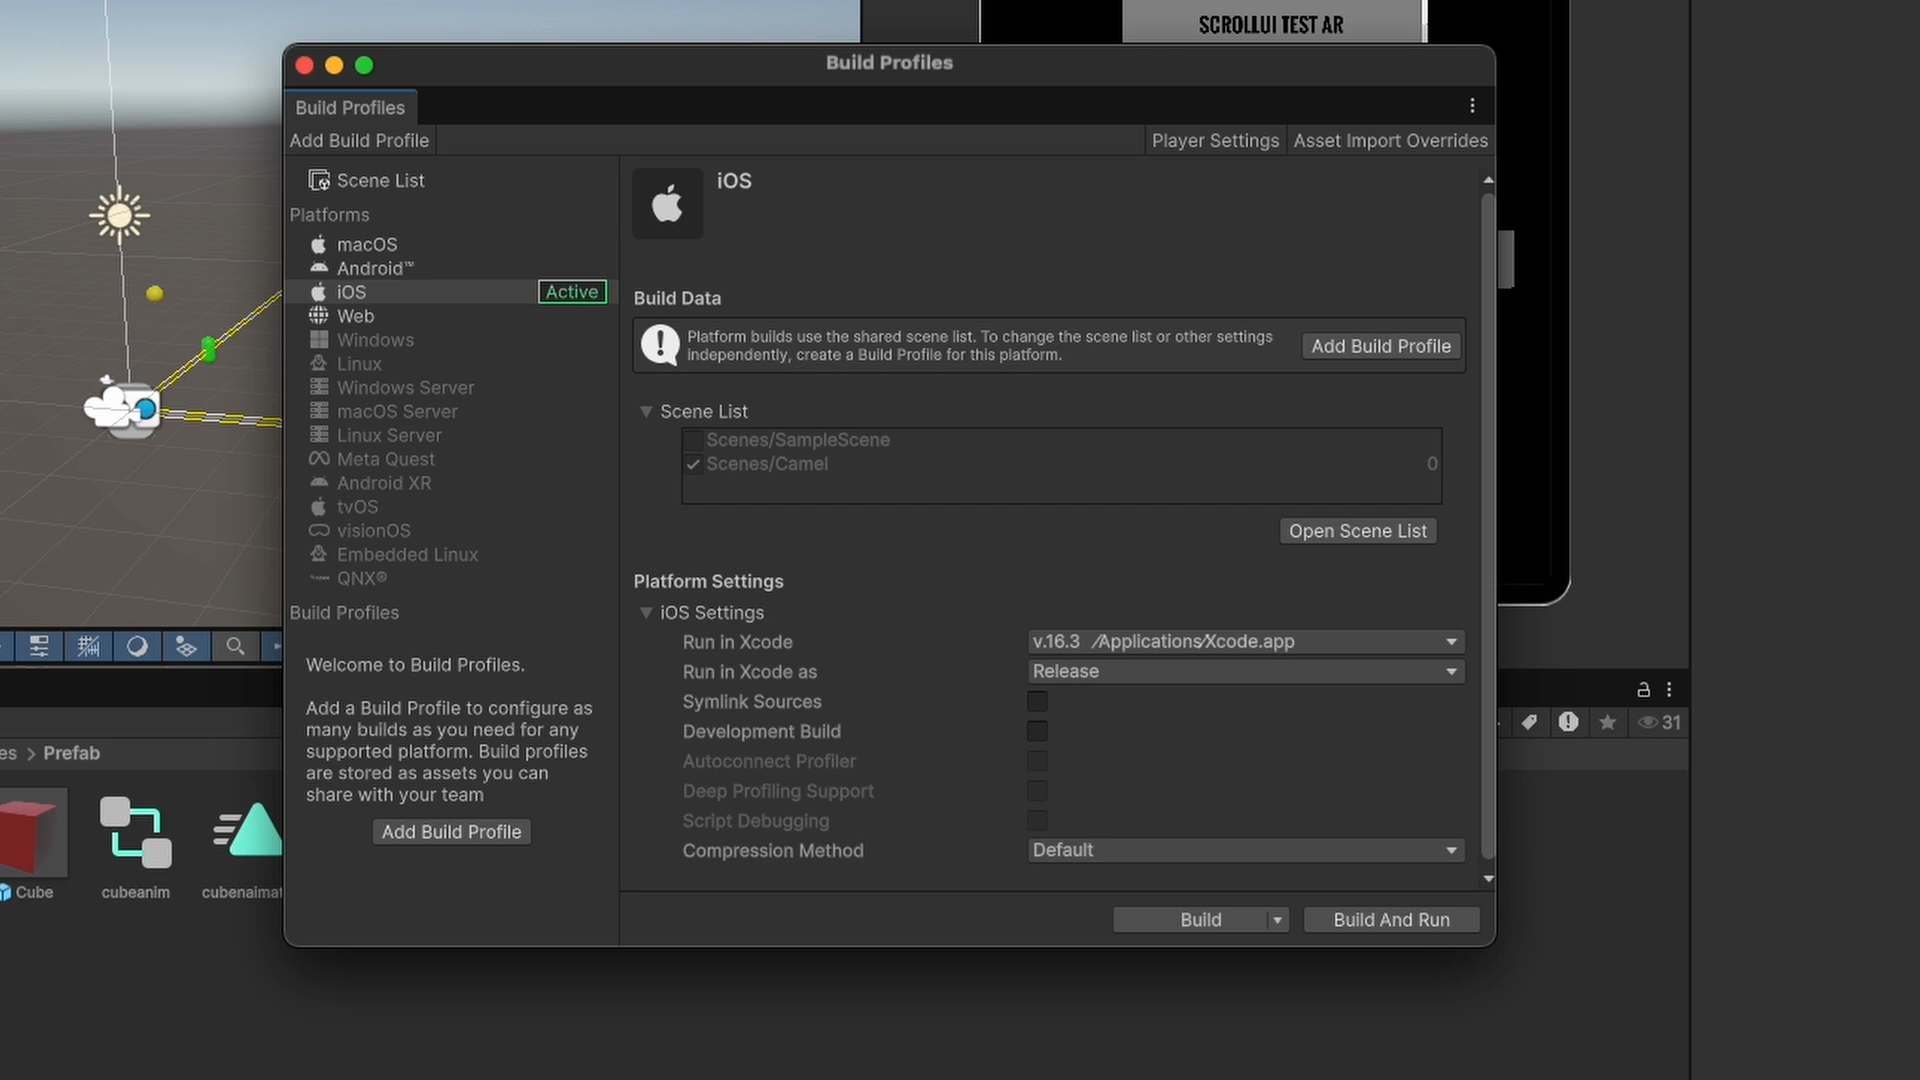 SCROLLUI TEST AR
Build Profiles
Build Profiles
Add Build Profile
Player Settings
Asset Import Overrides
Scene List
Platforms
macOS
Android™
iOS
Active
Web
Windows
Linux
Windows Server
macOS Server
Linux Server
Meta Quest
Android XR
tvOS
visionOS
Embedded Linux
QNX®
Build Profiles
Welcome to Build Profiles.
Add a Build Profile to configure as
many builds as you need for any
supported platform. Build profiles
are stored as assets you can
share with your team
Add Build Profile
iOS
Build Data
Platform builds use the shared scene list. To change the scene list or other settings
independently, create a Build Profile for this platform.
Add Build Profile
Scene List
Scenes/SampleScene
Scenes/Camel 0
Open Scene List
Platform Settings
iOS Settings
Run in Xcode v.16.3 /Applications/Xcode.app
Run in Xcode as Release
Symlink Sources
Development Build
Autoconnect Profiler
Deep Profiling Support
Script Debugging
Compression Method Default
Build
Build And Run
31
es > Prefab
Cube
cubeanim
cubenaimat